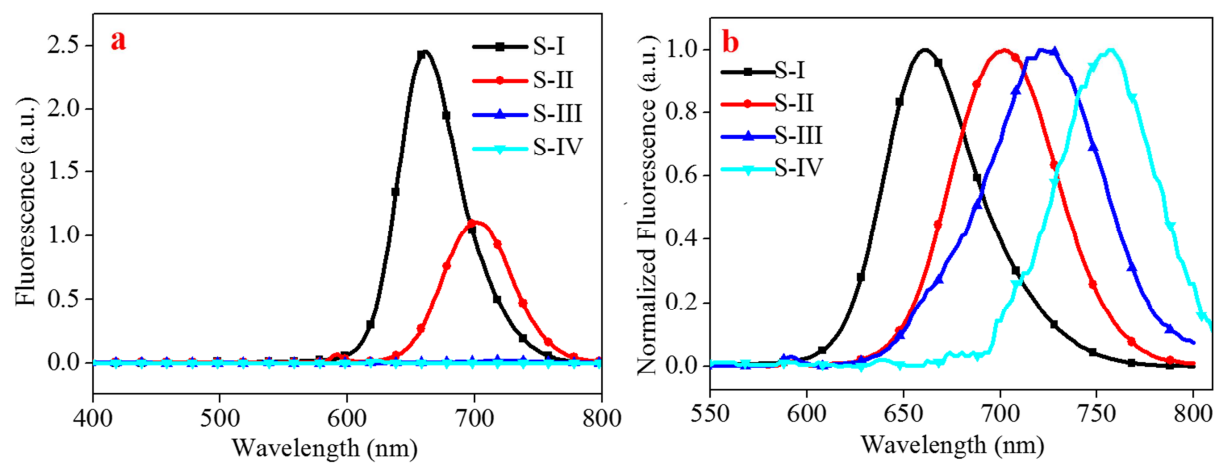 a
S-I
S-II
S-III
S-IV
2.5
2.0
1.5
1.0
0.5
0.0
Fluorescence (a.u.)
400 500 600 700 800
Wavelength (nm)
b
S-I
S-II
S-III
S-IV
1.0
0.8
0.6
0.4
0.2
0.0
Normalized Fluorescence (a.u.)
550 600 650 700 750 800
Wavelength (nm)